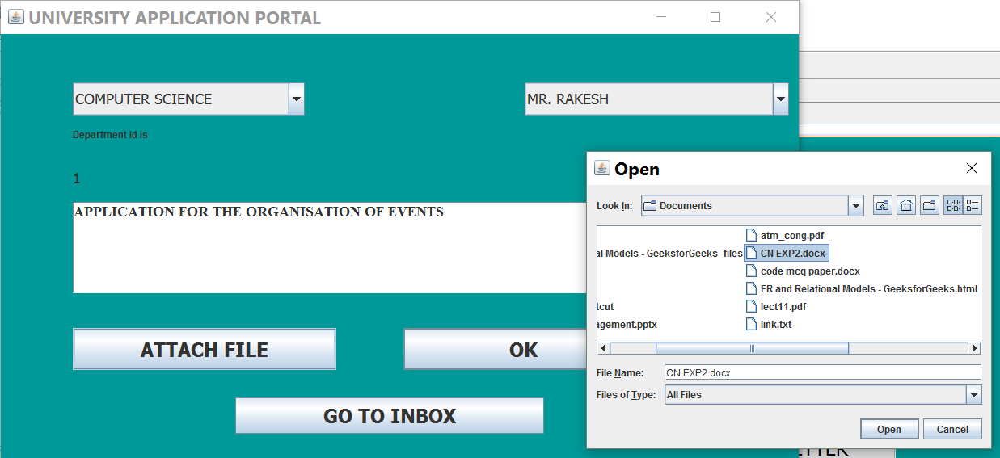 UNIVERSITY APPLICATION PORTAL
COMPUTER SCIENCE
MR. RAKESH
Department id is
1
APPLICATION FOR THE ORGANISATION OF EVENTS
ATTACH FILE
OK
GO TO INBOX
Open
Look In:
Documents
al Models - GeeksforGeeks_files
tcut
agement.pptx
atm_cong.pdf
CN EXP2.docx
code mcq paper.docx
ER and Relational Models - GeeksforGeeks.html
lect11.pdf
link.txt
File Name:
CN EXP2.docx
Files of Type:
All Files
Open
Cancel